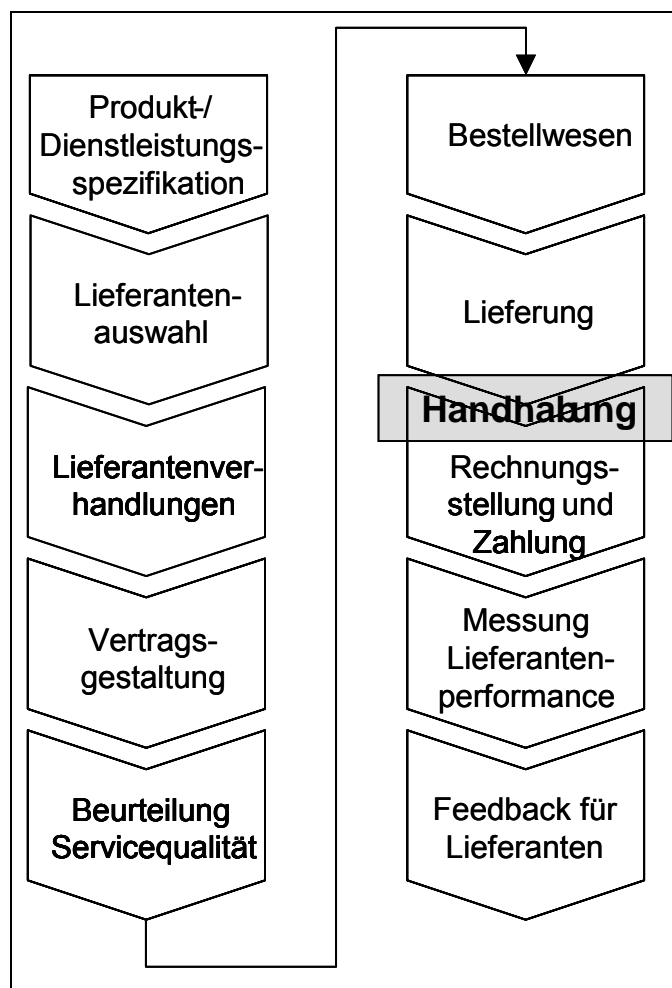 Produkt-/
Dienstleistungs-
spezifikation
Lieferanten-
auswahl
Lieferantenver-
handlungen
Vertrags-
gestaltung
Beurteilung
Servicequalität
Bestellwesen
Lieferung
Handhabung
Rechnungs-
stellung und
Zahlung
Messung
Lieferanten-
performance
Feedback für
Lieferanten